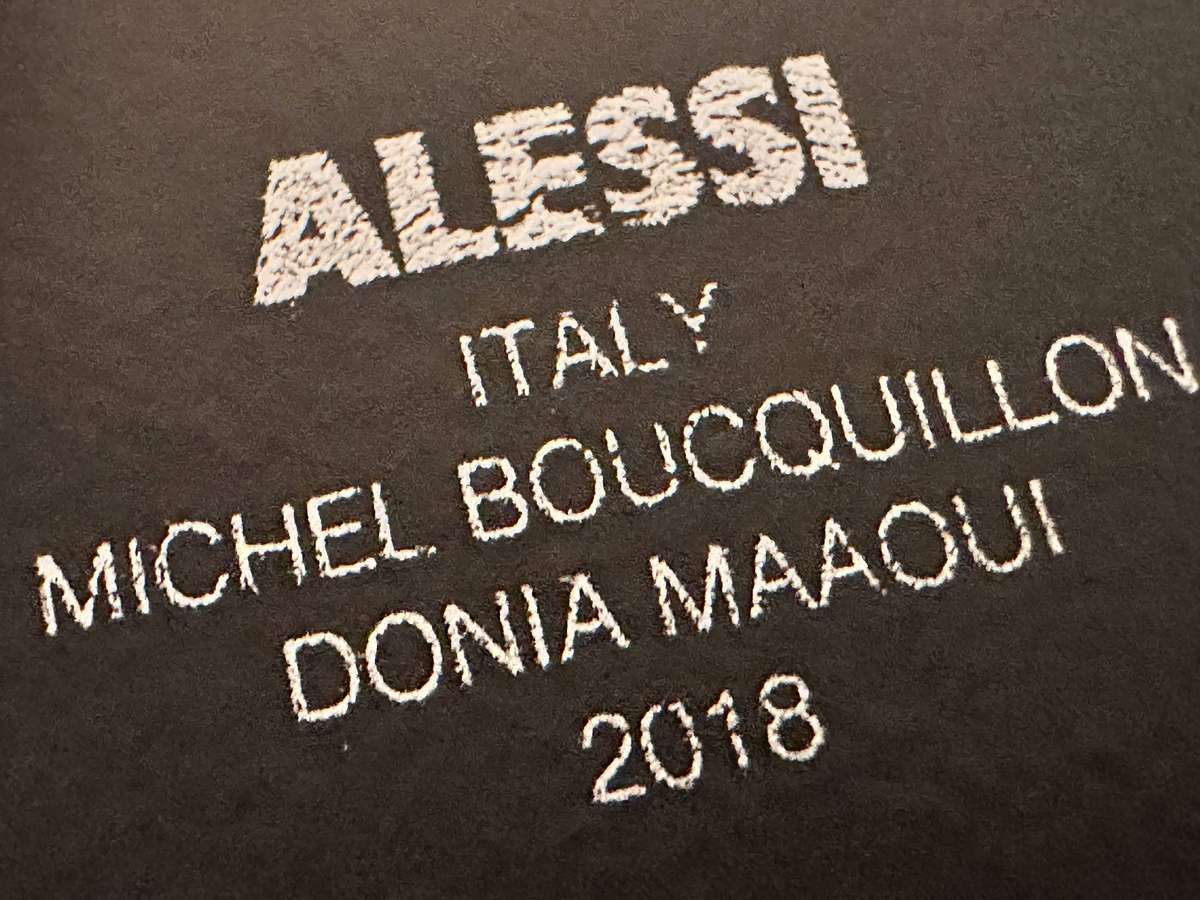 ALESSI
ITALY
MICHEL BOUCQUILLON
DONIA MAAOUI
2018